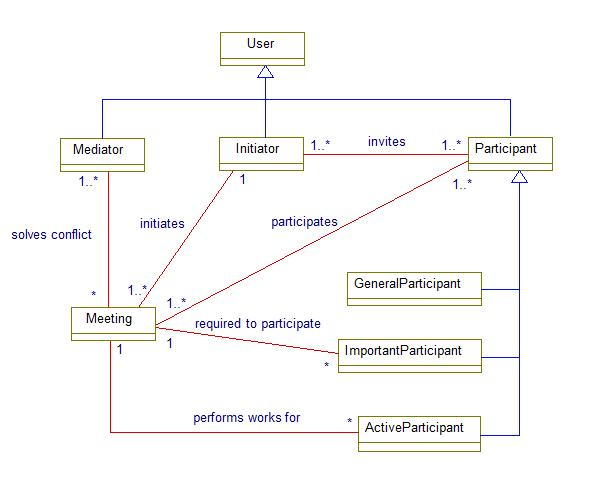 User
Mediator
Initiator
Participant
1..*
invites
1..*
1..*
1
1..*
solves conflict
initiates
participates
*
1..*
1..*
GeneralParticipant
Meeting
required to participate
1
1
*
ImportantParticipant
performs works for
*
ActiveParticipant